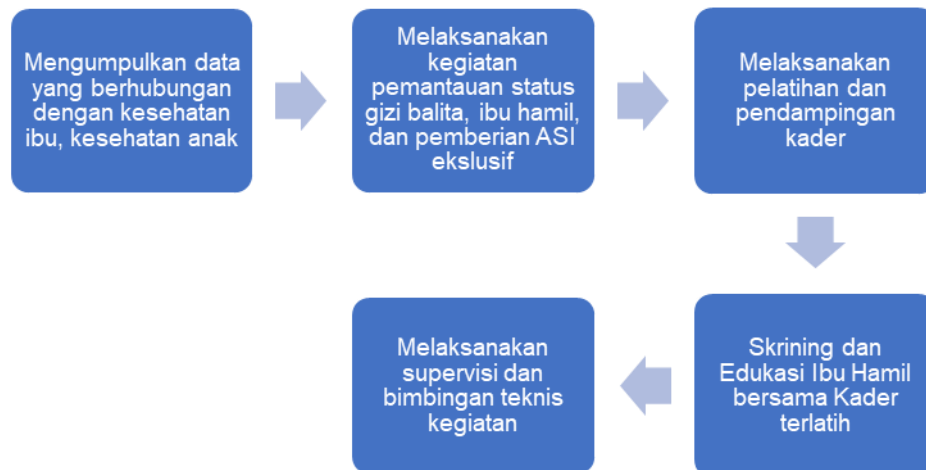 Mengumpulkan data
yang berhubungan
dengan kesehatan
ibu, kesehatan anak
Melaksanakan
kegiatan
pemantauan status
gizi balita, ibu hamil,
dan pemberian ASI
ekslusif
Melaksanakan
pelatihan dan
pendampingan
kader
Skrining dan
Edukasi Ibu Hamil
bersama Kader
terlatih
Melaksanakan
supervisi dan
bimbingan teknis
kegiatan